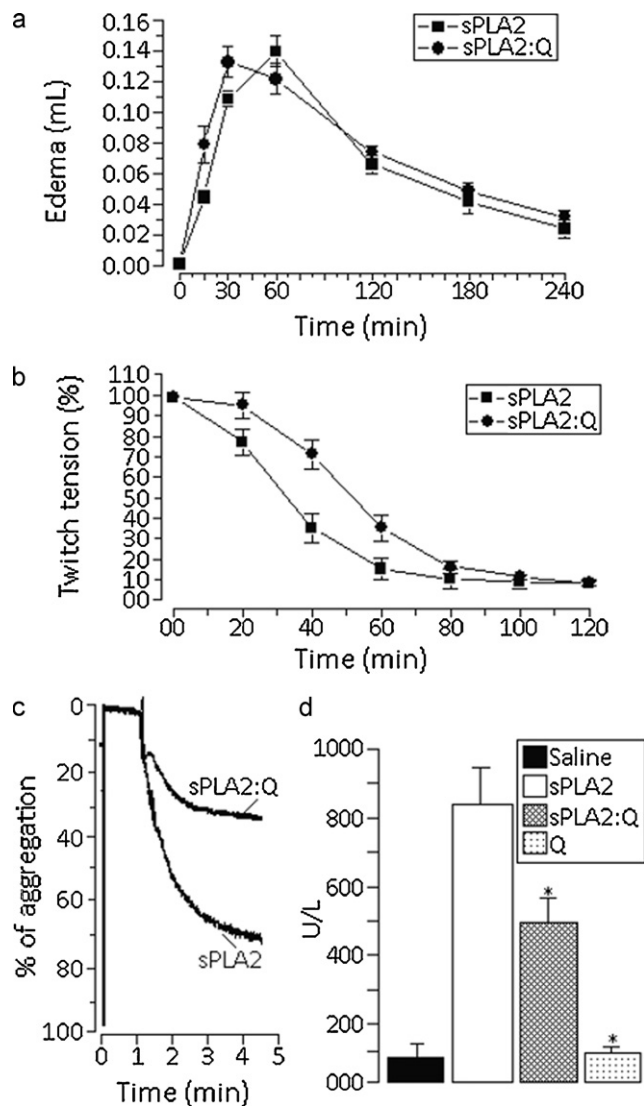 a
sPLA2
sPLA2:Q
0.16
0.14
0.12
0.10
0.08
0.06
0.04
0.02
0.00
Edema (mL)
0 30 60 120 180 240
Time (min)
b
sPLA2
sPLA2:Q
110
100
90
80
70
60
50
40
30
20
10
00
Twitch tension (%)
00 20 40 60 80 100 120
Time (min)
c
0
20
40
60
80
100
% of aggregation
sPLA2:Q
sPLA2
0 1 2 3 4 5
Time (min)
d
Saline
sPLA2
sPLA2:Q
Q
1000
800
600
400
200
000
U/L
*
*